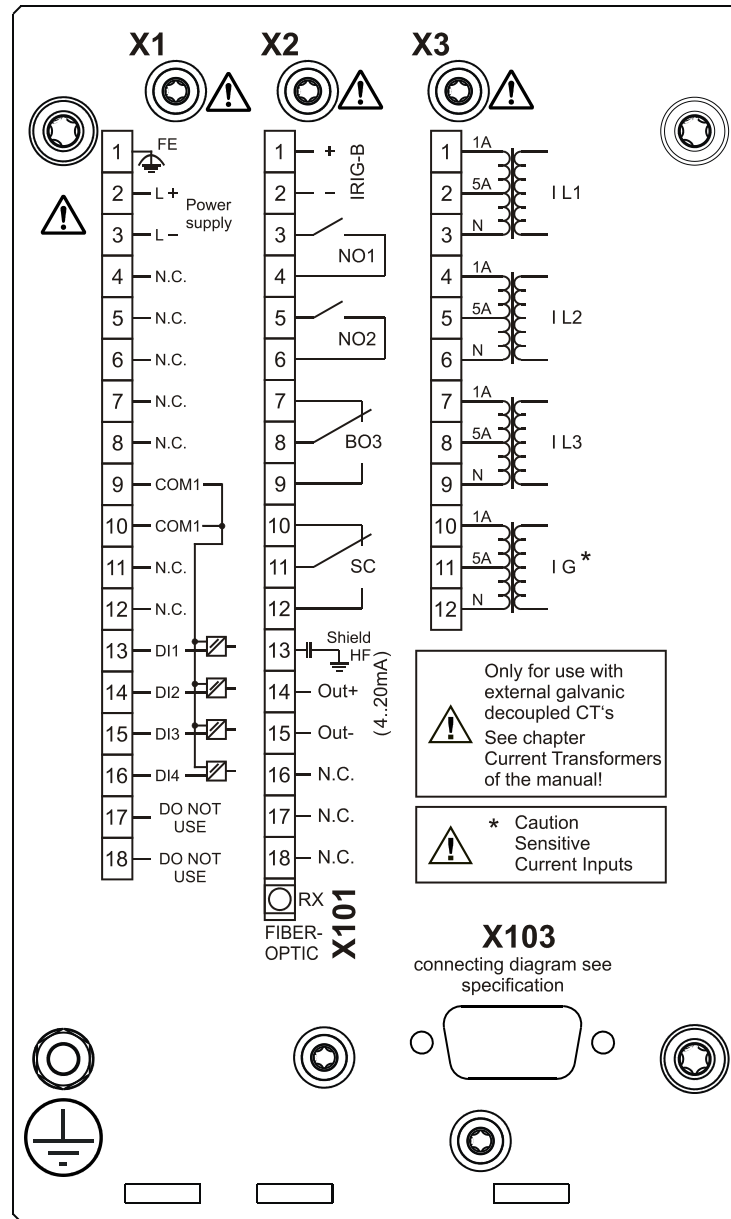 X1 X2 X3
1 FE
2 L+
Power
supply
3 L−
4 N.C.
5 N.C.
6 N.C.
7 N.C.
8 N.C.
9 COM1
10 COM1
11 N.C.
12 N.C.
13 DI1
14 DI2
15 DI3
16 DI4
17 DO NOT
USE
18 DO NOT
USE
1 +
IRIG-B
2 −
3
NO1
4
5
NO2
6
7
8 BO3
9
10
11 SC
12
13 Shield
HF
14 Out+
(4..20mA)
15 Out-
16 N.C.
17 N.C.
18 N.C.
RX
FIBER-
OPTIC
X101
1 1A
2 5A I L1
3 N
4 1A
5 5A I L2
6 N
7 1A
8 5A I L3
9 N
10 1A
11 5A I G*
12 N
! Only for use with
external galvanic
decoupled CT's
See chapter
Current Transformers
of the manual!
! * Caution
Sensitive
Current Inputs
X103
connecting diagram see
specification